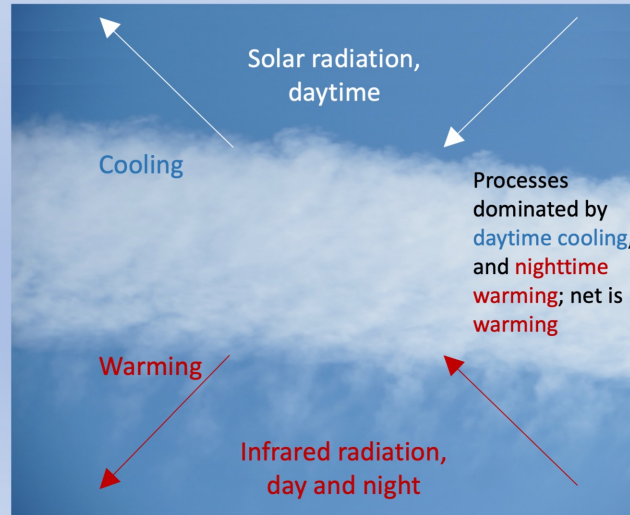 Solar radiation,
daytime
Cooling
Processes
dominated by
daytime cooling,
and nighttime
warming; net is
warming
Warming
Infrared radiation,
day and night